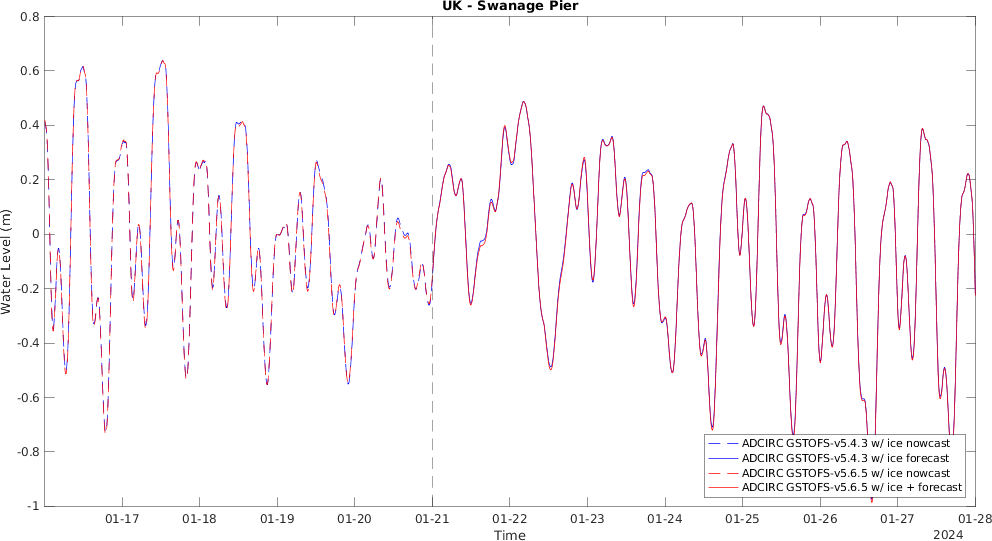 UK - Swanage Pier
0.8
0.6
0.4
0.2
0
-0.2
-0.4
-0.6
-0.8
-1
Water Level (m)
ADCIRC GSTOFS-v5.4.3 w/ ice nowcast
ADCIRC GSTOFS-v5.4.3 w/ ice forecast
ADCIRC GSTOFS-v5.6.5 w/ ice nowcast
ADCIRC GSTOFS-v5.6.5 w/ ice + forecast
01-17 01-18 01-19 01-20 01-21 01-22 01-23 01-24 01-25 01-26 01-27 01-28
Time
2024